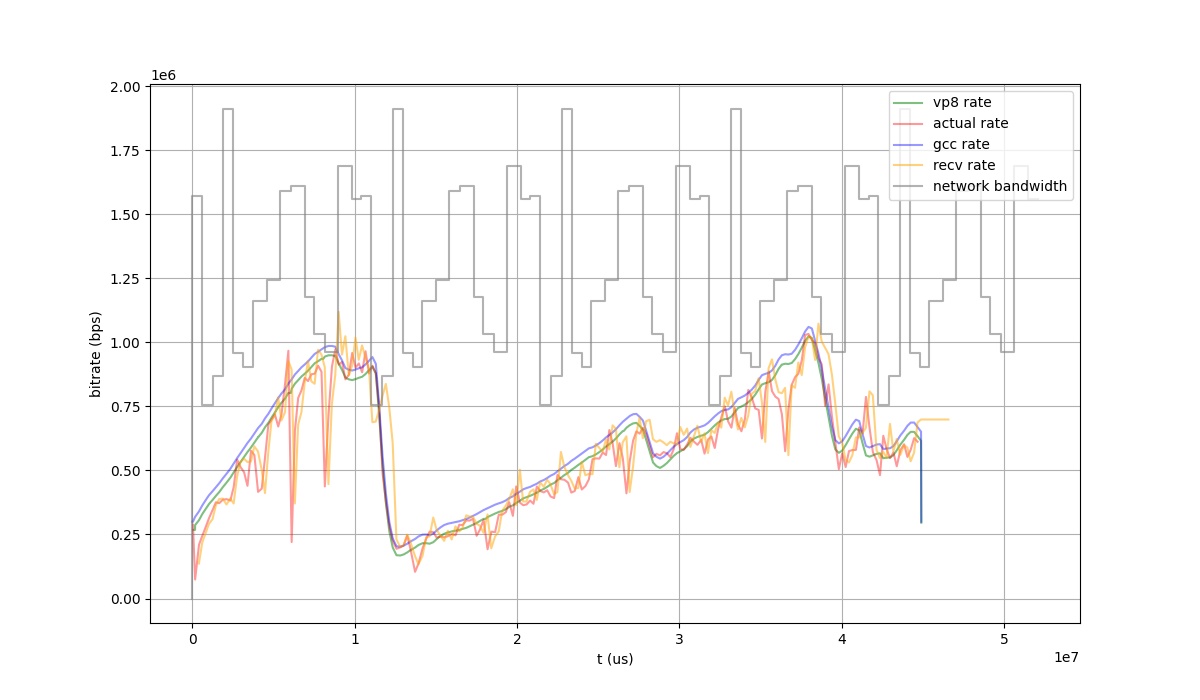 1e6
2.00
1.75
1.50
1.25
1.00
0.75
0.50
0.25
0.00
bitrate (bps)
vp8 rate
actual rate
gcc rate
recv rate
network bandwidth
0 1 2 3 4 5
t (us)
1e7